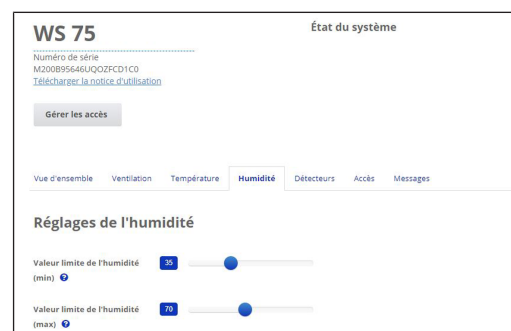 WS 75
État du système
Numéro de série
M200B95646UQOZFCD1C0
Télécharger la notice d'utilisation
Gérer les accès
Vue d'ensemble Ventilation Température Humidité Détecteurs Accès Messages
Réglages de l'humidité
Valeur limite de l'humidité 35
(min) ?
Valeur limite de l'humidité 70
(max) ?